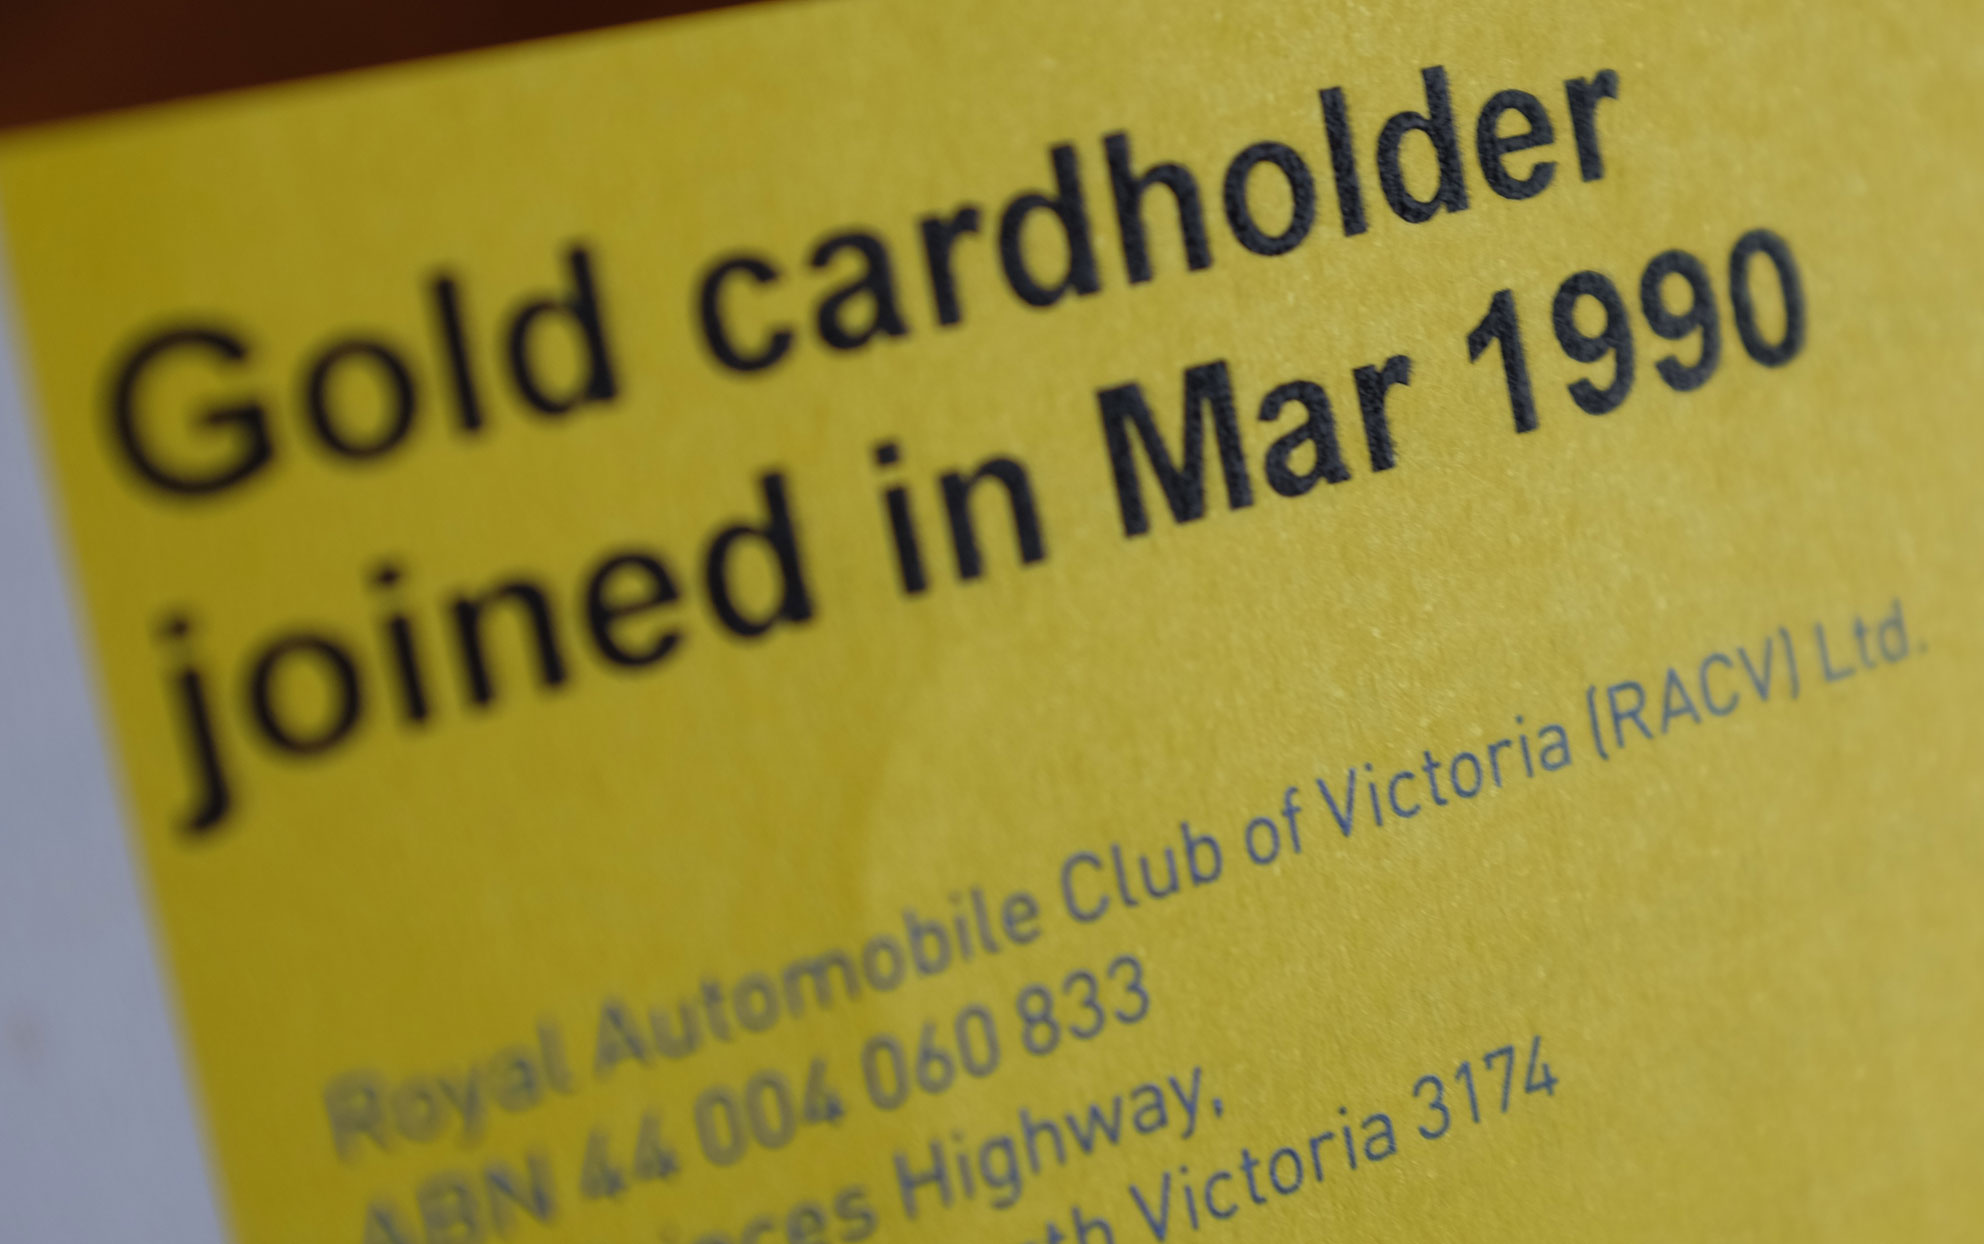 Gold cardholder
joined in Mar 1990
Royal Automobile Club of Victoria (RACV) Ltd.
ABN 44 004 060 833
Highway,
Victoria 3174